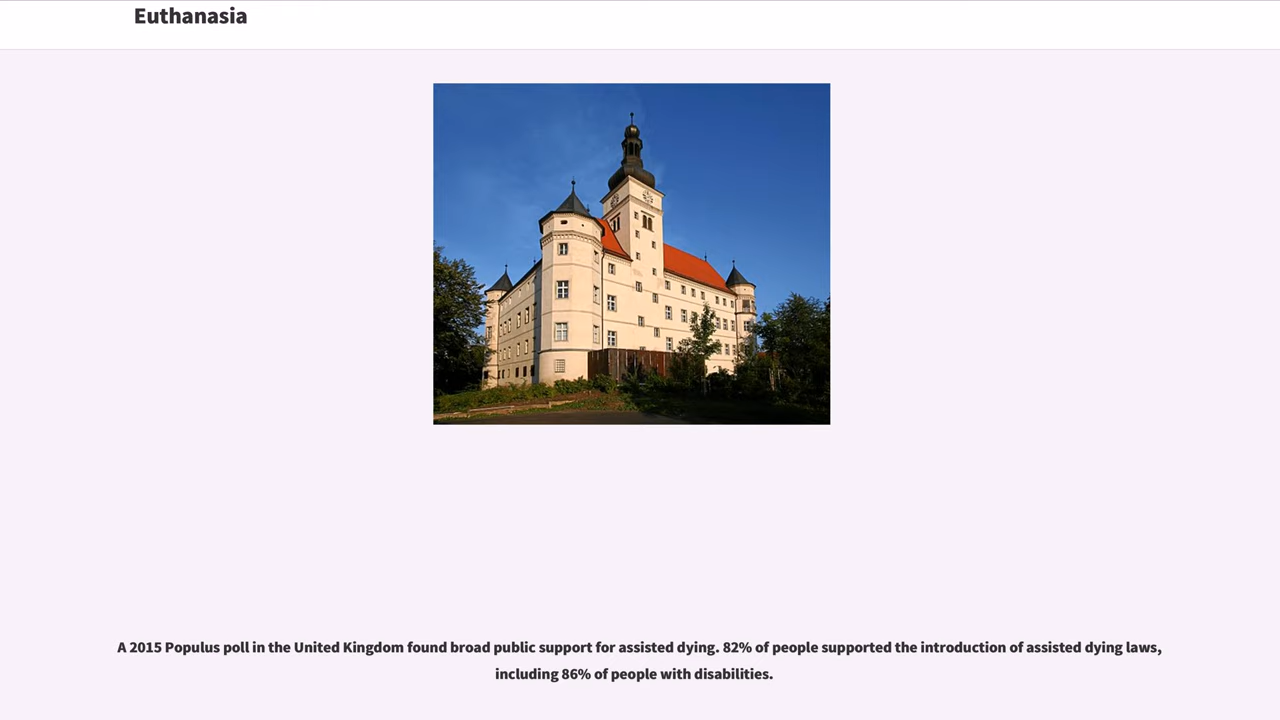 Euthanasia
A 2015 Populus poll in the United Kingdom found broad public support for assisted dying. 82% of people supported the introduction of assisted dying laws,
including 86% of people with disabilities.